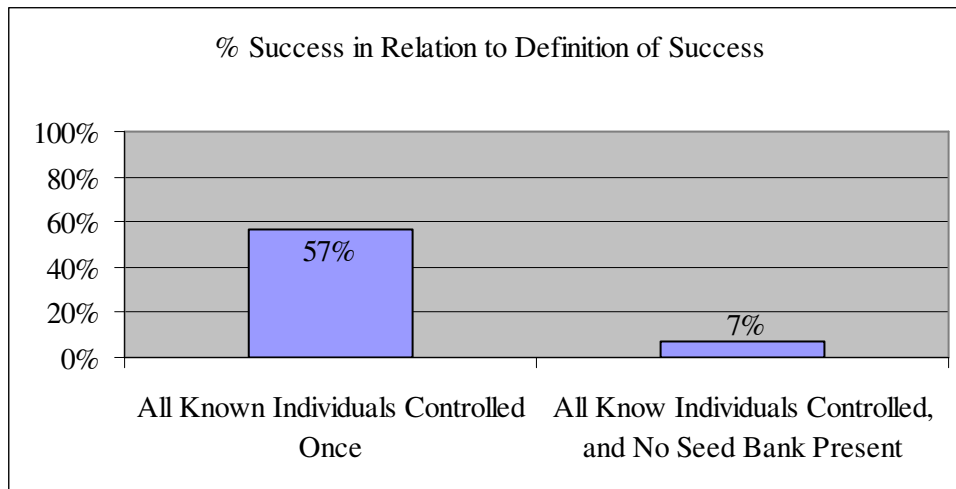 % Success in Relation to Definition of Success
100%
80%
60%
40%
20%
0%
57%
7%
All Known Individuals Controlled
Once
All Know Individuals Controlled,
and No Seed Bank Present